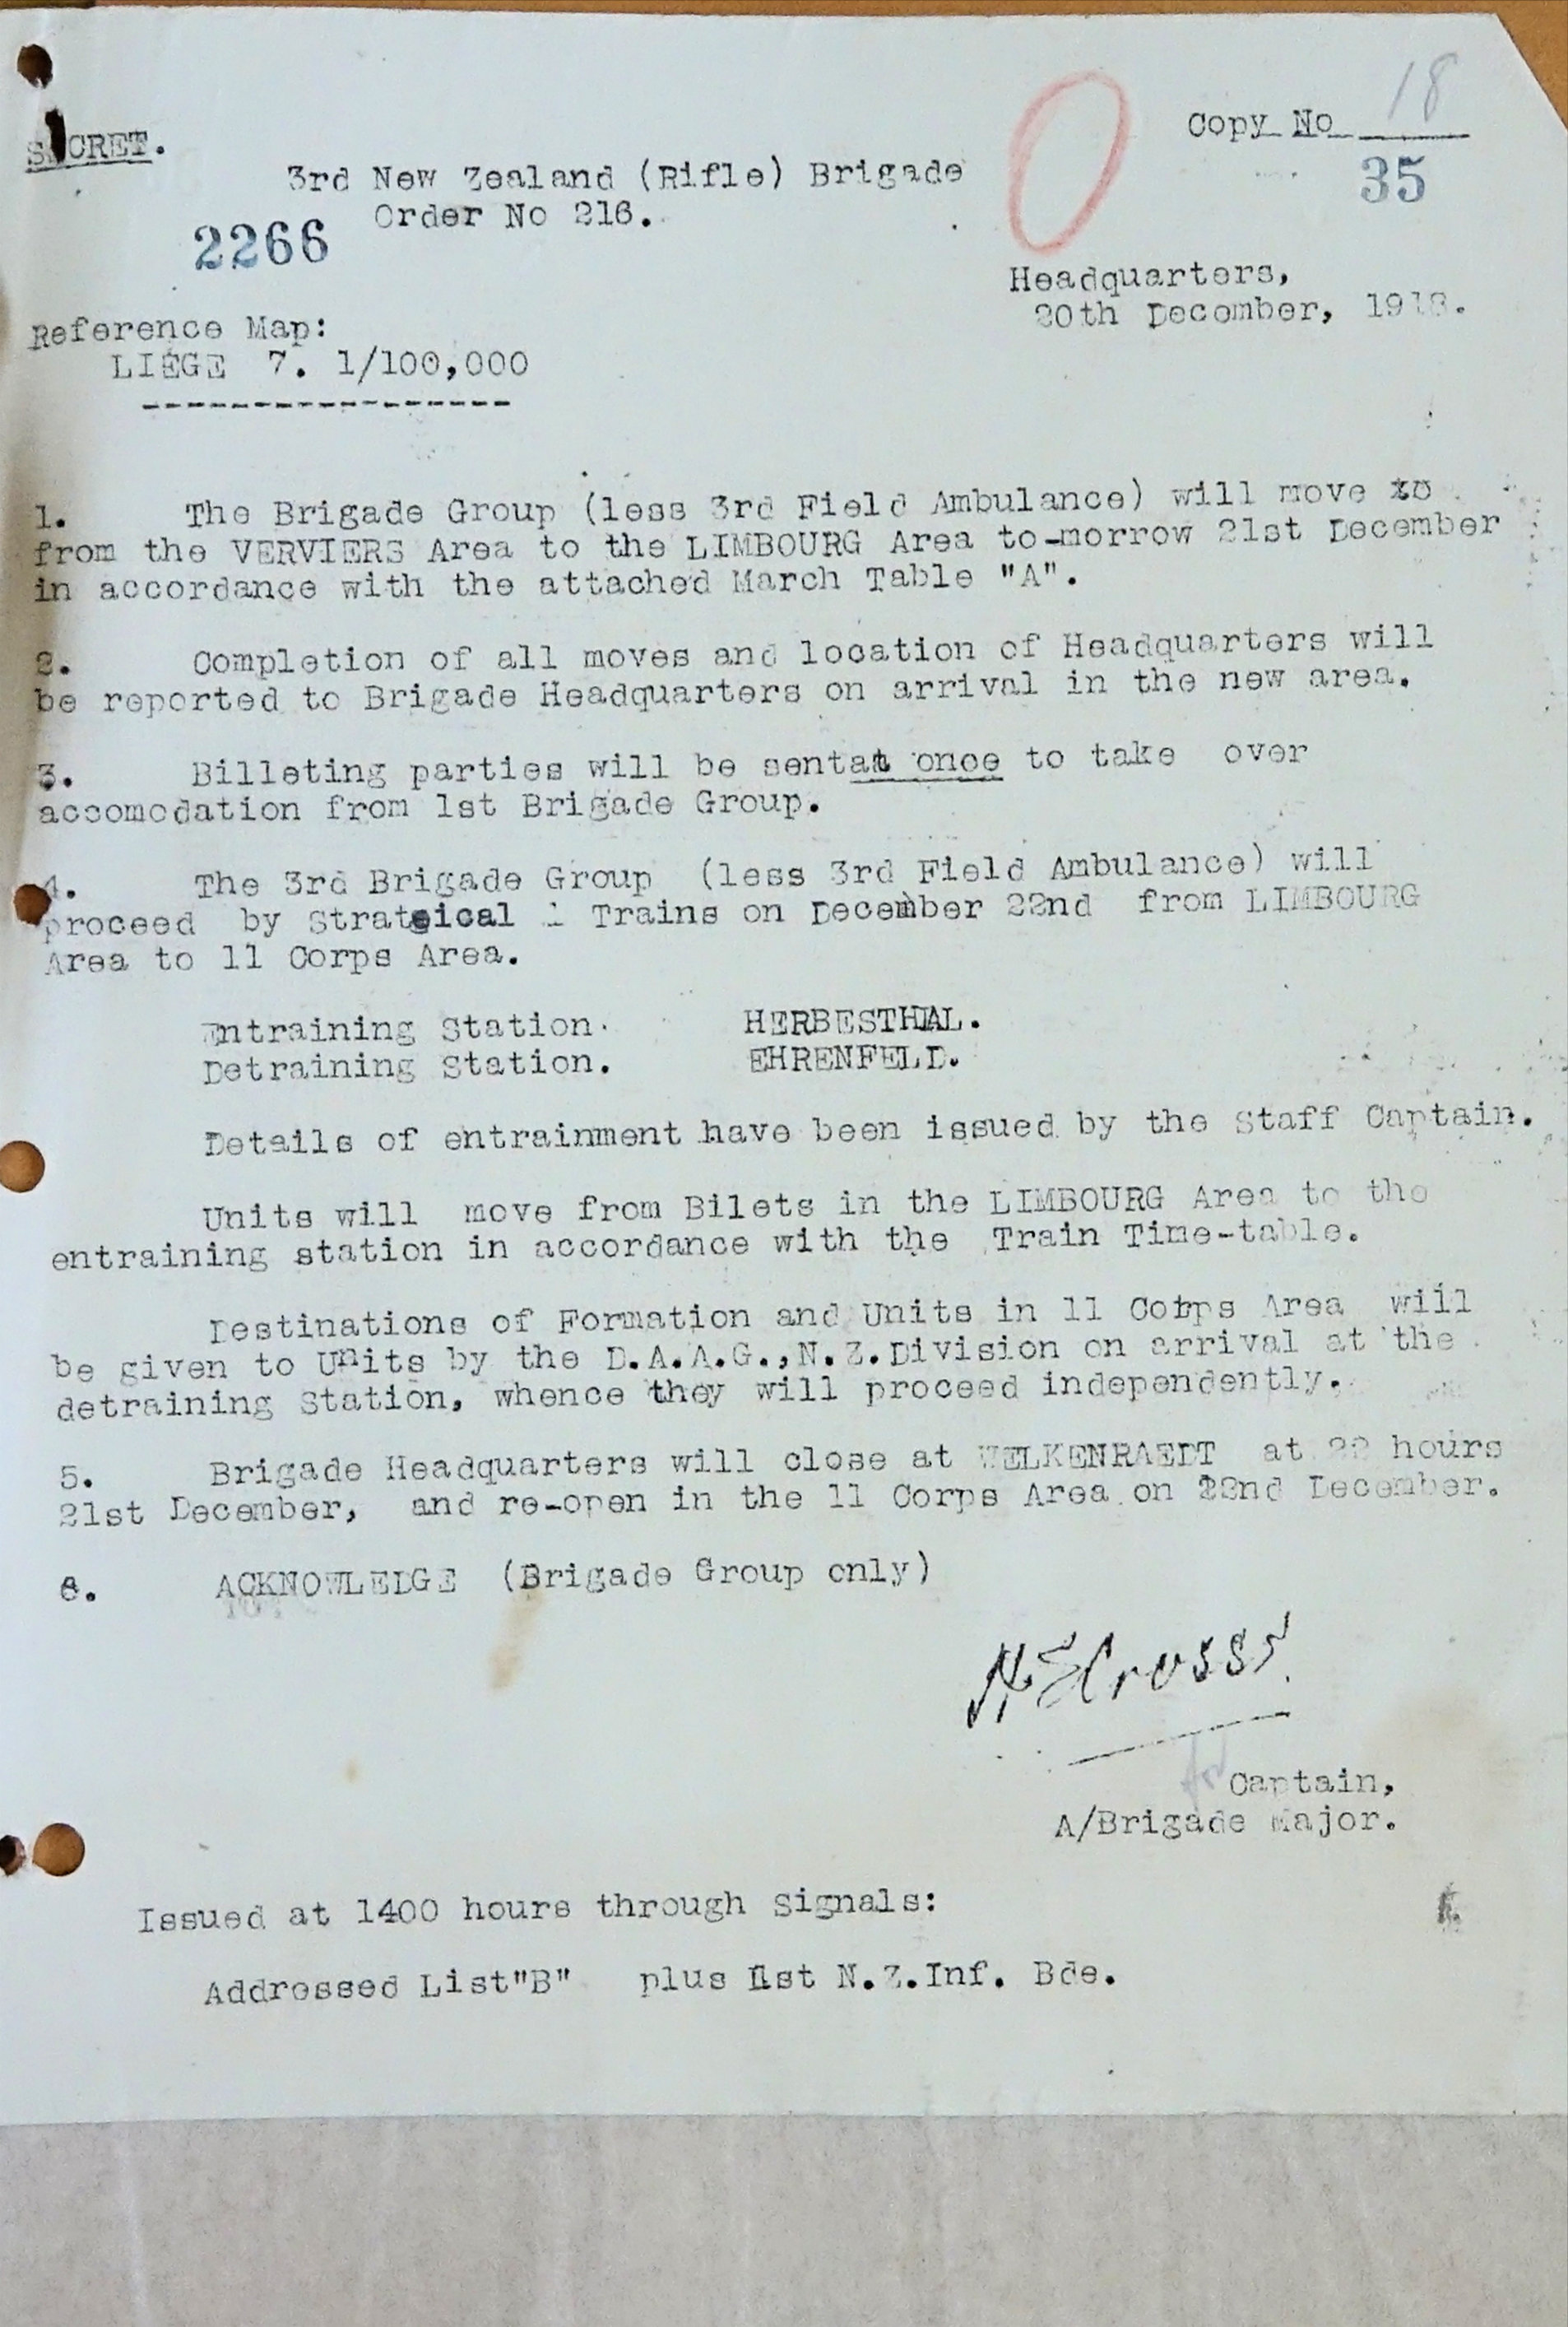 Copy No 18
SECRET.
35
3rd New Zealand (Rifle) Brigade
Order No 216.
2266
Headquarters,
20th December, 1918.
Reference Map:
LIÉGE 7. 1/100,000
------------------
1. The Brigade Group (less 3rd Field Ambulance) will move to
from the VERVIERS Area to the LIMBOURG Area to-morrow 21st December
in accordance with the attached March Table "A".
2. Completion of all moves and location of Headquarters will
be reported to Brigade Headquarters on arrival in the new area.
3. Billeting parties will be sent at once to take over
accomodation from 1st Brigade Group.
4. The 3rd Brigade Group (less 3rd Field Ambulance) will
proceed by Strateical l Trains on December 22nd from LIMBOURG
Area to 11 Corps Area.
Entraining Station. HERBESTHAL.
Detraining Station. EHRENFELD.
Details of entrainment have been issued by the Staff Captain.
Units will move from Bilets in the LIMBOURG Area to the
entraining station in accordance with the Train Time-table.
Destinations of Formation and Units in 11 Corps Area will
be given to Units by the D.A.A.G.,N.Z.Division on arrival at the
detraining Station, whence they will proceed independently.
5. Brigade Headquarters will close at WELKENRAEDT at 22 hours
21st December, and re-open in the 11 Corps Area on 22nd December.
6. ACKNOWLEDGE (Brigade Group only)
for Captain,
A/Brigade Major.
Issued at 1400 hours through Signals:
Addressed List"B" plus 1st N.Z.Inf. Bde.